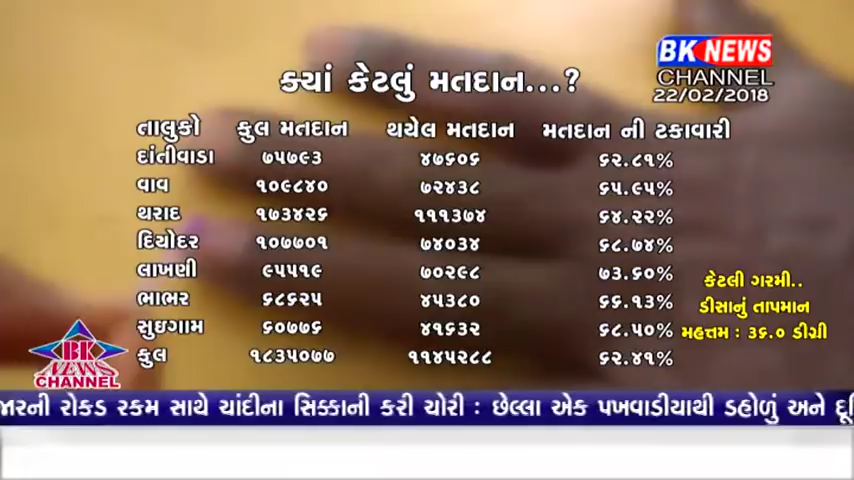 BK NEWS
CHANNEL
22/02/2018
ક્યાં કેટલું મતદાન...?
તાલુકો કુલ મતદાન થયેલ મતદાન મતદાન ની ટકાવારી
દાંતીવાડા ૭૫૭૯૩ ૪૭૬૦૬ ૬૨.૮૧%
વાવ ૧૦૯૮૪૦ ૭૨૪૩૮ ૬૫.૯૫%
થરાદ ૧૭૩૪૨૬ ૧૧૧૩૭૪ ૬૪.૨૨%
દિયોદર ૧૦૭૭૦૧ ૭૪૦૩૪ ૬૮.૭૪%
લાખણી ૯૫૫૧૯ ૭૦૨૯૮ ૭૩.૬૦%
ભાભર ૬૮૬૨૫ ૪૫૩૮૦ ૬૬.૧૩%
સુઇગામ ૬૦૭૭૬ ૪૧૬૩૨ ૬૮.૫૦%
કુલ ૧૮૩૫૦૭૭ ૧૧૪૫૨૮૮ ૬૨.૪૧%
કેટલી ગરમી..
ડીસાનું તાપમાન
મહત્તમ : ૩૬.૦ ડીગ્રી
BK
NEWS
CHANNEL
જારની રોકડ રકમ સાથે ચાંદીના સિક્કાની કરી ચોરી : છેલ્લા એક પખવાડીયાથી ડહોળું અને